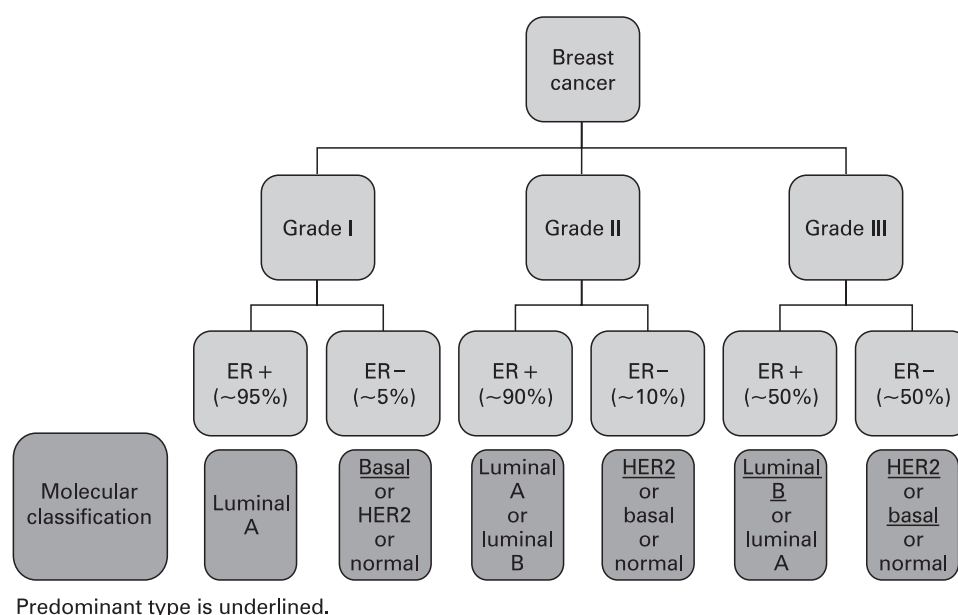 Breast
cancer
Grade I
Grade II
Grade III
ER +
(~95%)
ER−
(~5%)
ER +
(~90%)
ER−
(~10%)
ER +
(~50%)
ER−
(~50%)
Molecular
classification
Luminal
A
Basal
or
HER2
or
normal
Luminal
A
or
luminal
B
HER2
or
basal
or
normal
Luminal
B
or
luminal
A
HER2
or
basal
or
normal
Predominant type is underlined.